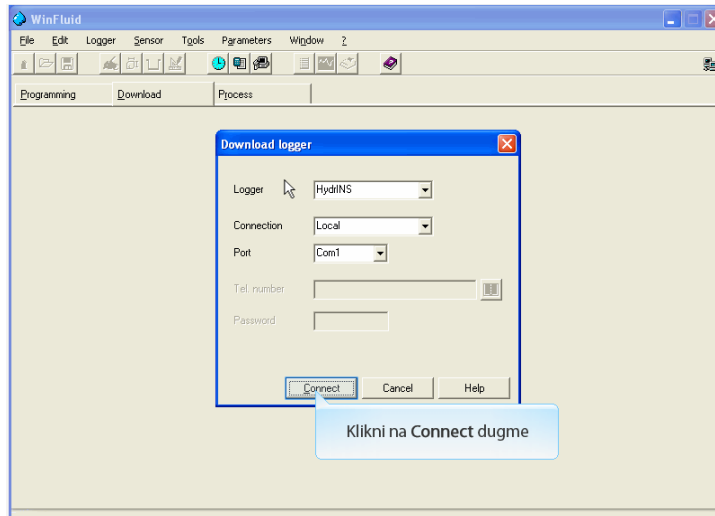 WinFluid
File Edit Logger Sensor Tools Parameters Window ?
Programming Download Process
Download logger
Logger HydrINS
Connection Local
Port Com1
Tel. number
Password
Connect Cancel Help
Klikni na Connect dugme